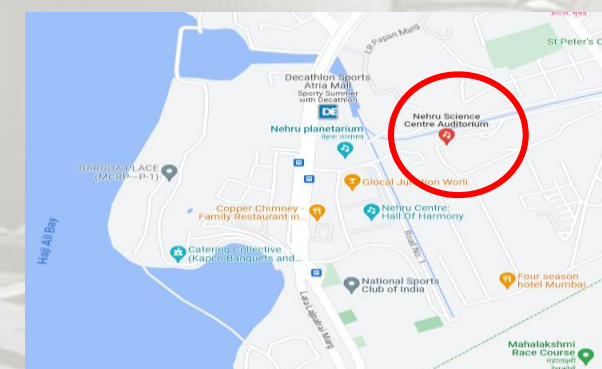 L R Papan Marg
St Peter's C
Decathlon Sports
Atria Mall
Sporty Summer
with Decathlon
DE
Nehru planetarium
Nehru Science
Centre Auditorium
BARODA PLACE
(MCRP--P-1)
Glocal Junction Worli
Copper Chimney -
Family Restaurant in...
Nehru Centre:
Hall Of Harmony
Haji Ali Bay
Catering collective
(Kapco Banquets and...
Road No. 1
National Sports
Club of India
Four season
hotel Mumbai...
Lala Lajpatrai Marg
Mahalakshmi
Race Course